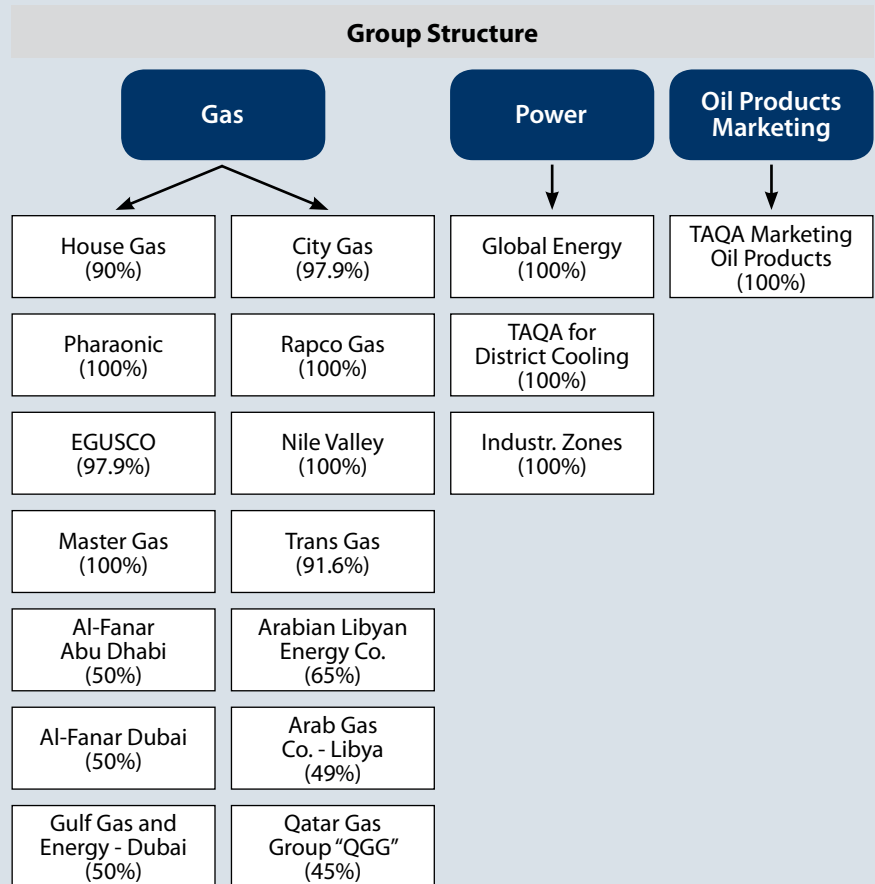 Group Structure
Gas
Power
Oil Products
Marketing
House Gas
(90%)
City Gas
(97.9%)
Global Energy
(100%)
TAQA Marketing
Oil Products
(100%)
Pharaonic
(100%)
Rapco Gas
(100%)
TAQA for
District Cooling
(100%)
EGUSCO
(97.9%)
Nile Valley
(100%)
Industr. Zones
(100%)
Master Gas
(100%)
Trans Gas
(91.6%)
Al-Fanar
Abu Dhabi
(50%)
Arabian Libyan
Energy Co.
(65%)
Al-Fanar Dubai
(50%)
Arab Gas
Co. - Libya
(49%)
Gulf Gas and
Energy - Dubai
(50%)
Qatar Gas
Group “QGG”
(45%)